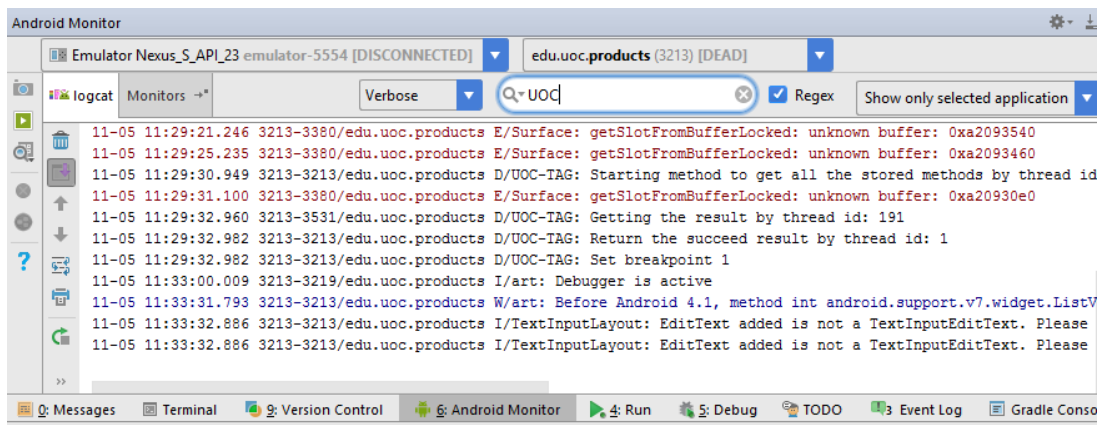 Android Monitor
Emulator Nexus_S_API_23 emulator-5554 [DISCONNECTED] edu.uoc.products (3213) [DEAD]
logcat Monitors Verbose UOC Regex Show only selected application
11-05 11:29:21.246 3213-3380/edu.uoc.products E/Surface: getSlotFromBufferLocked: unknown buffer: 0xa2093540
11-05 11:29:25.235 3213-3380/edu.uoc.products E/Surface: getSlotFromBufferLocked: unknown buffer: 0xa2093460
11-05 11:29:30.949 3213-3213/edu.uoc.products D/UOC-TAG: Starting method to get all the stored methods by thread id
11-05 11:29:31.100 3213-3380/edu.uoc.products E/Surface: getSlotFromBufferLocked: unknown buffer: 0xa20930e0
11-05 11:29:32.960 3213-3531/edu.uoc.products D/UOC-TAG: Getting the result by thread id: 191
11-05 11:29:32.982 3213-3213/edu.uoc.products D/UOC-TAG: Return the succeed result by thread id: 1
11-05 11:29:32.982 3213-3213/edu.uoc.products D/UOC-TAG: Set breakpoint 1
11-05 11:33:00.009 3213-3219/edu.uoc.products I/art: Debugger is active
11-05 11:33:31.793 3213-3213/edu.uoc.products W/art: Before Android 4.1, method int android.support.v7.widget.ListV
11-05 11:33:32.886 3213-3213/edu.uoc.products I/TextInputLayout: EditText added is not a TextInputEditText. Please
11-05 11:33:32.886 3213-3213/edu.uoc.products I/TextInputLayout: EditText added is not a TextInputEditText. Please
0: Messages Terminal 9: Version Control 6: Android Monitor 4: Run 5: Debug TODO 3 Event Log Gradle Conso